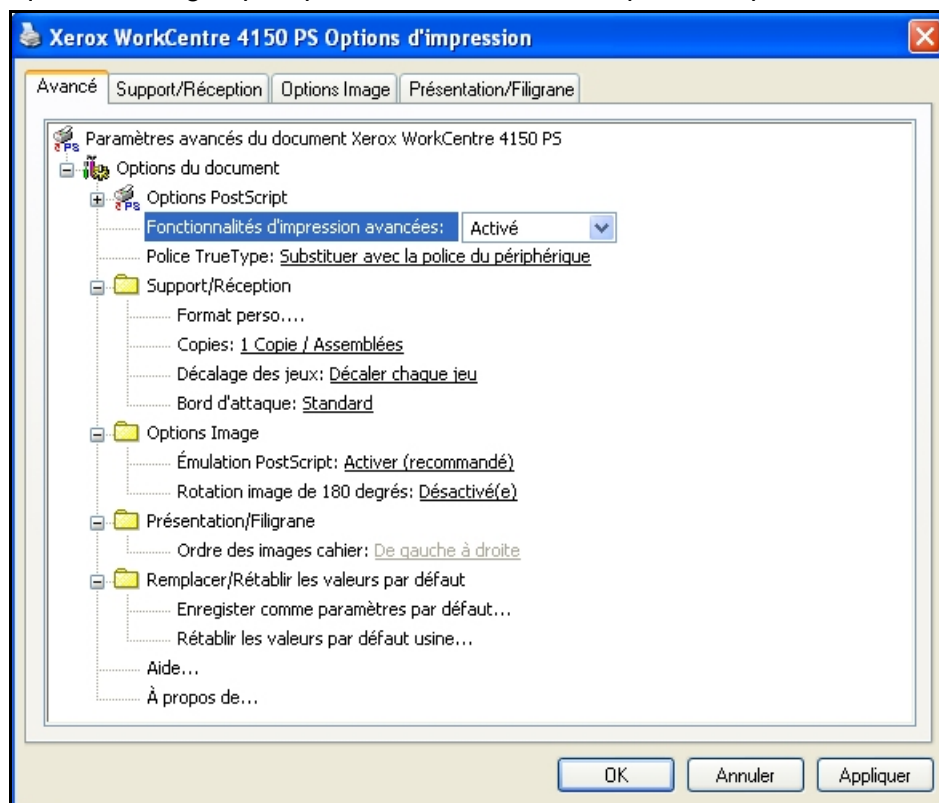 Xerox WorkCentre 4150 PS Options d'impression
Avancé Support/Réception Options Image Présentation/Filigrane
Paramètres avancés du document Xerox WorkCentre 4150 PS
Options du document
Options PostScript
Fonctionnalités d'impression avancées: Activé
Police TrueType: Substituer avec la police du périphérique
Support/Réception
Format perso....
Copies: 1 Copie / Assemblées
Décalage des jeux: Décaler chaque jeu
Bord d'attaque: Standard
Options Image
Émulation PostScript: Activer (recommandé)
Rotation image de 180 degrés: Désactivé(e)
Présentation/Filigrane
Ordre des images cahier: De gauche à droite
Remplacer/Rétablir les valeurs par défaut
Enregister comme paramètres par défaut...
Rétablir les valeurs par défaut usine...
Aide...
À propos de...
OK Annuler Appliquer